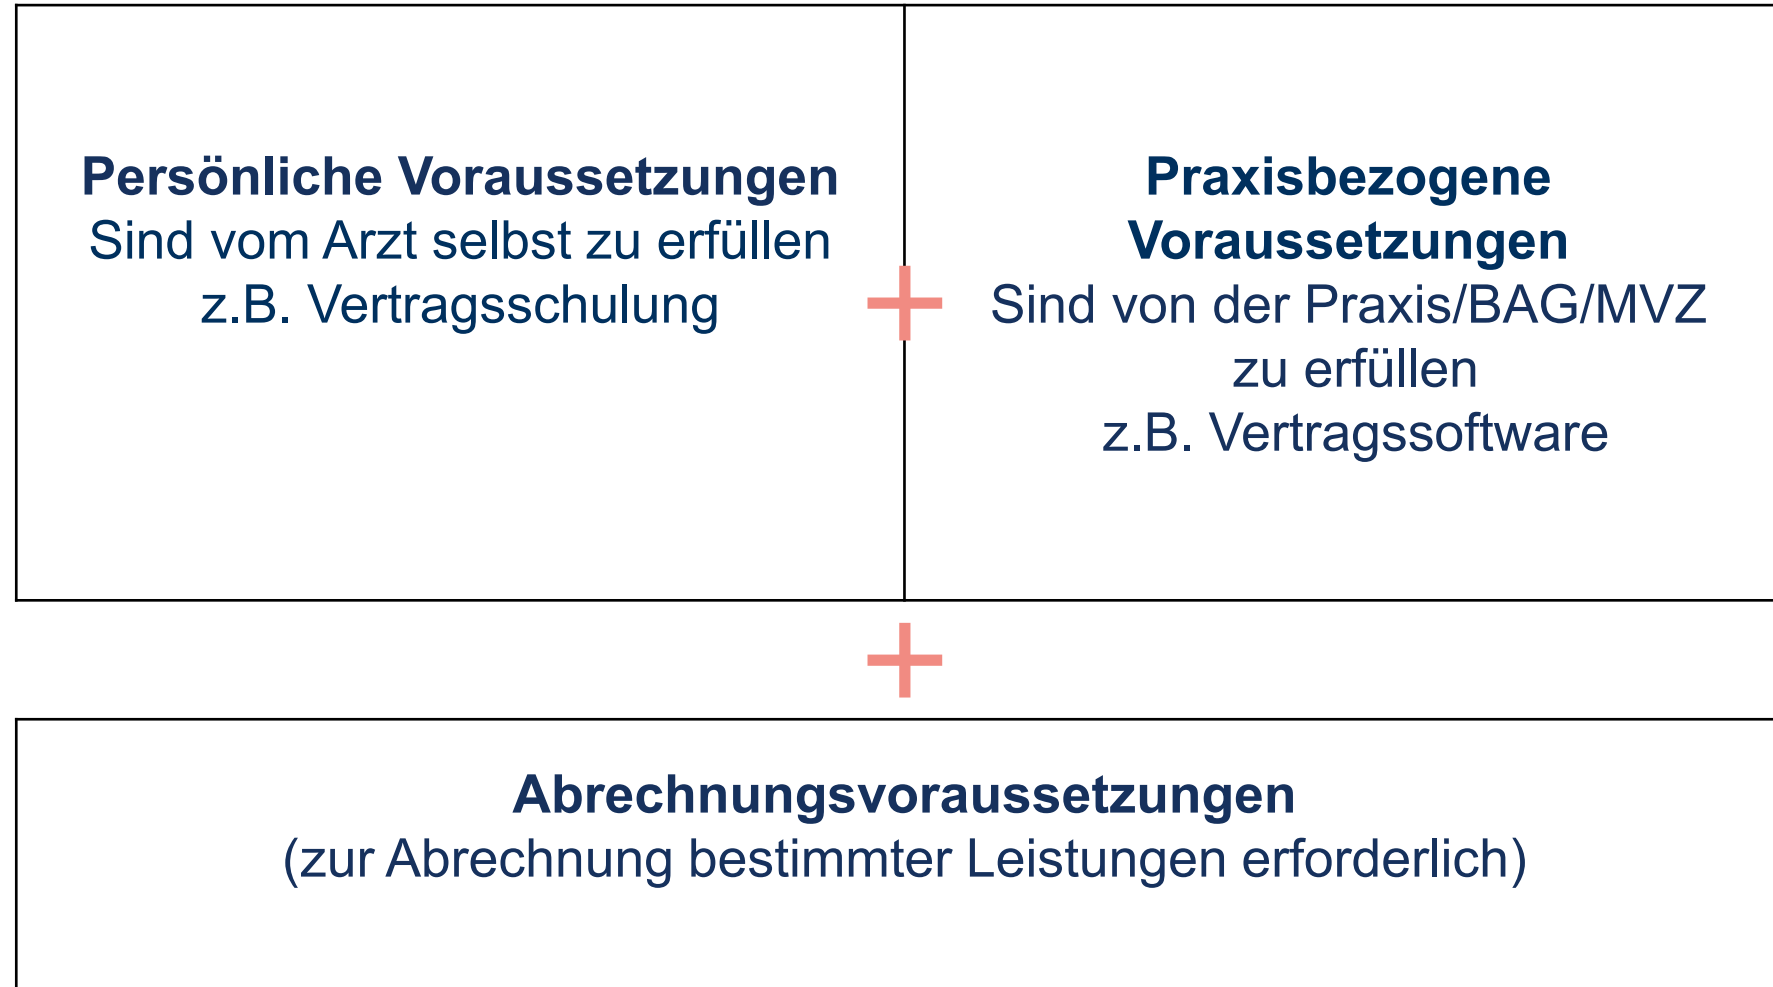 Persönliche Voraussetzungen
Sind vom Arzt selbst zu erfüllen
z.B. Vertragsschulung
Praxisbezogene
Voraussetzungen
Sind von der Praxis/BAG/MVZ
zu erfüllen
z.B. Vertragssoftware
Abrechnungsvoraussetzungen
(zur Abrechnung bestimmter Leistungen erforderlich)